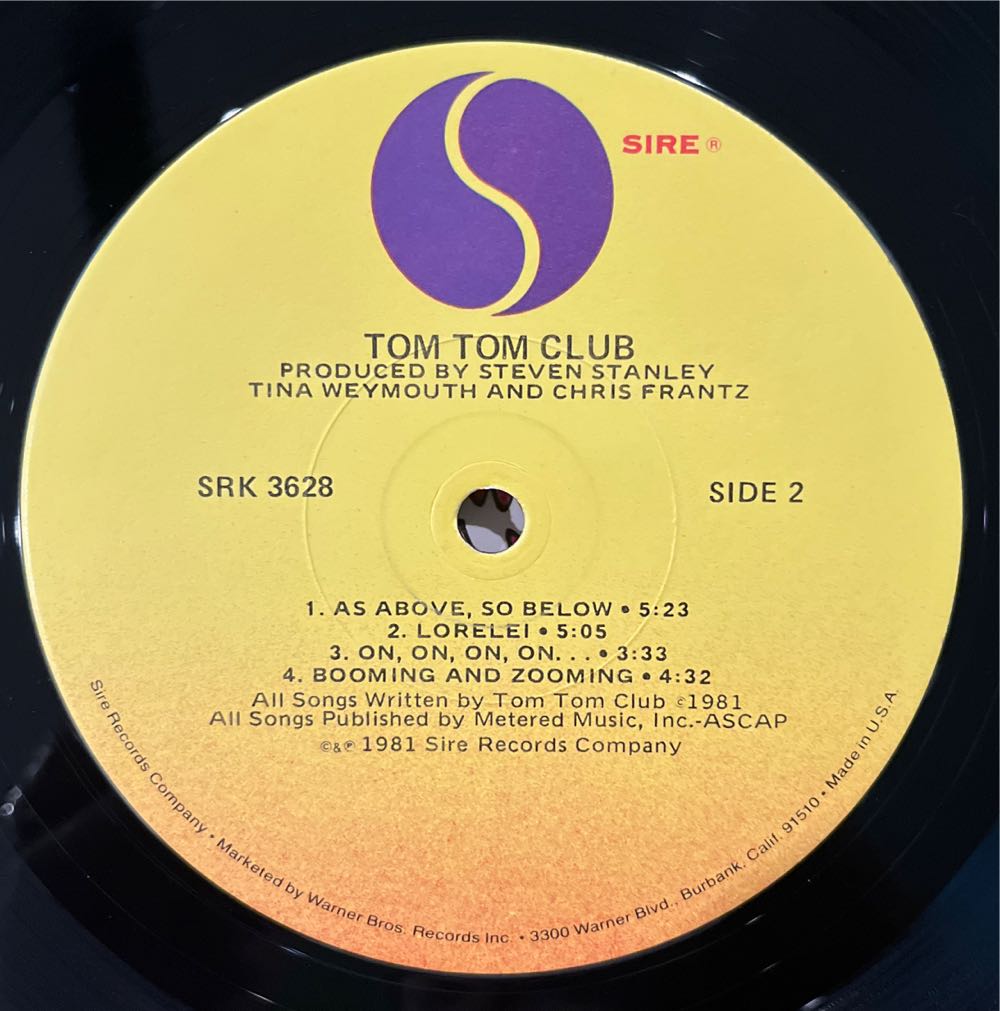 SIRE ®
TOM TOM CLUB
PRODUCED BY STEVEN STANLEY
TINA WEYMOUTH AND CHRIS FRANTZ
SRK 3628
SIDE 2
1. AS ABOVE, SO BELOW • 5:23
2. LORELEI • 5:05
3. ON, ON, ON, ON. . . • 3:33
4. BOOMING AND ZOOMING • 4:32
All Songs Written by Tom Tom Club ©1981
All Songs Published by Metered Music, Inc.-ASCAP
©&℗ 1981 Sire Records Company
Sire Records Company • Marketed by Warner Bros. Records Inc. • 3300 Warner Blvd., Burbank, Calif. 91510 • Made in U.S.A.